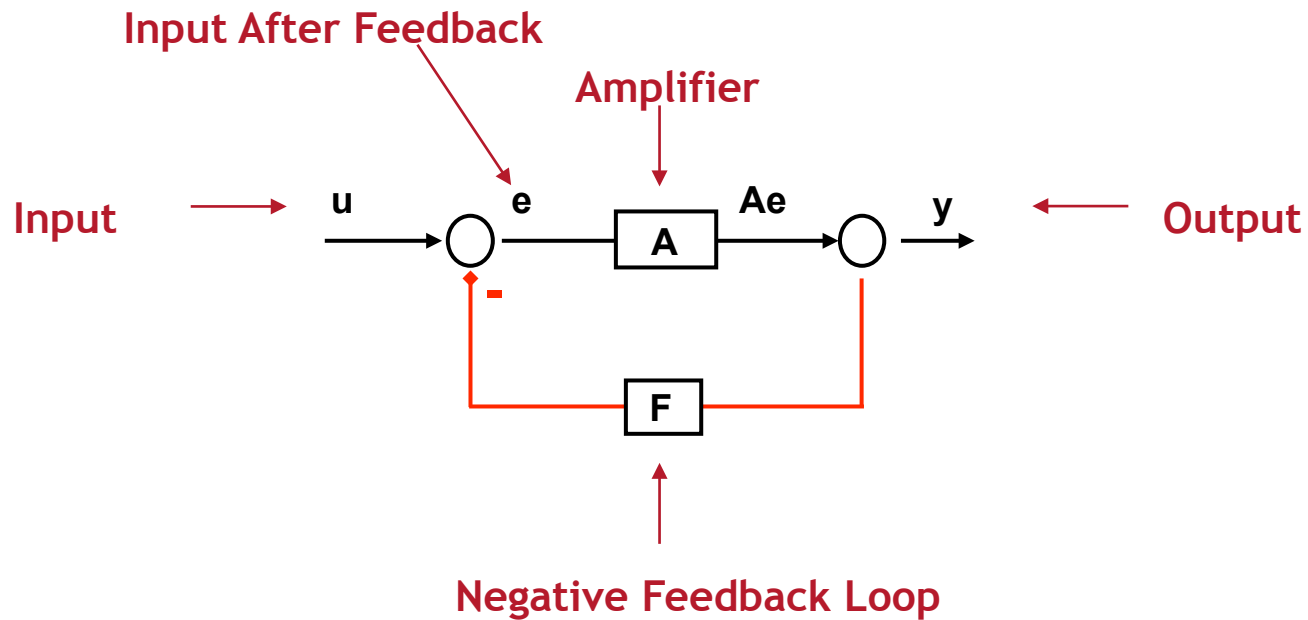 Input After Feedback
Amplifier
Input
u
e
A
Ae
y
Output
-
F
Negative Feedback Loop